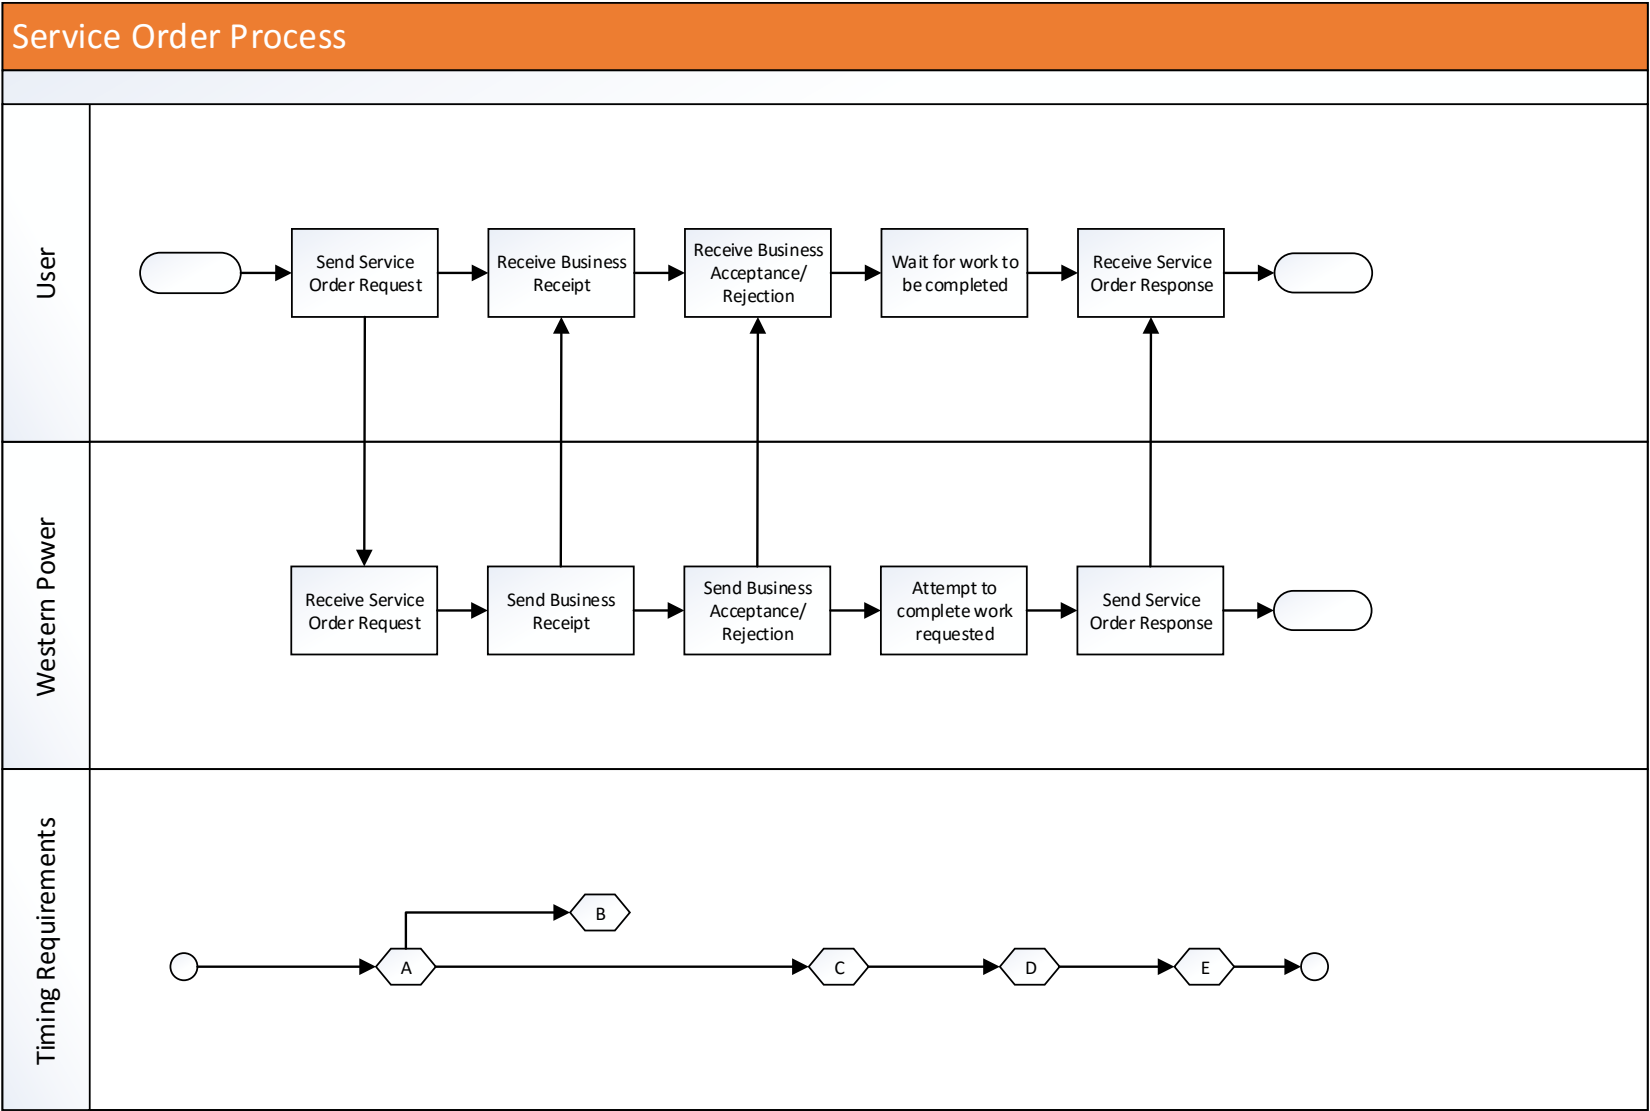 Service Order Process
User
Send Service
Order Request
Receive Business
Receipt
Receive Business
Acceptance/
Rejection
Wait for work to
be completed
Receive Service
Order Response
Western Power
Receive Service
Order Request
Send Business
Receipt
Send Business
Acceptance/
Rejection
Attempt to
complete work
requested
Send Service
Order Response
Timing Requirements
B
A
C
D
E